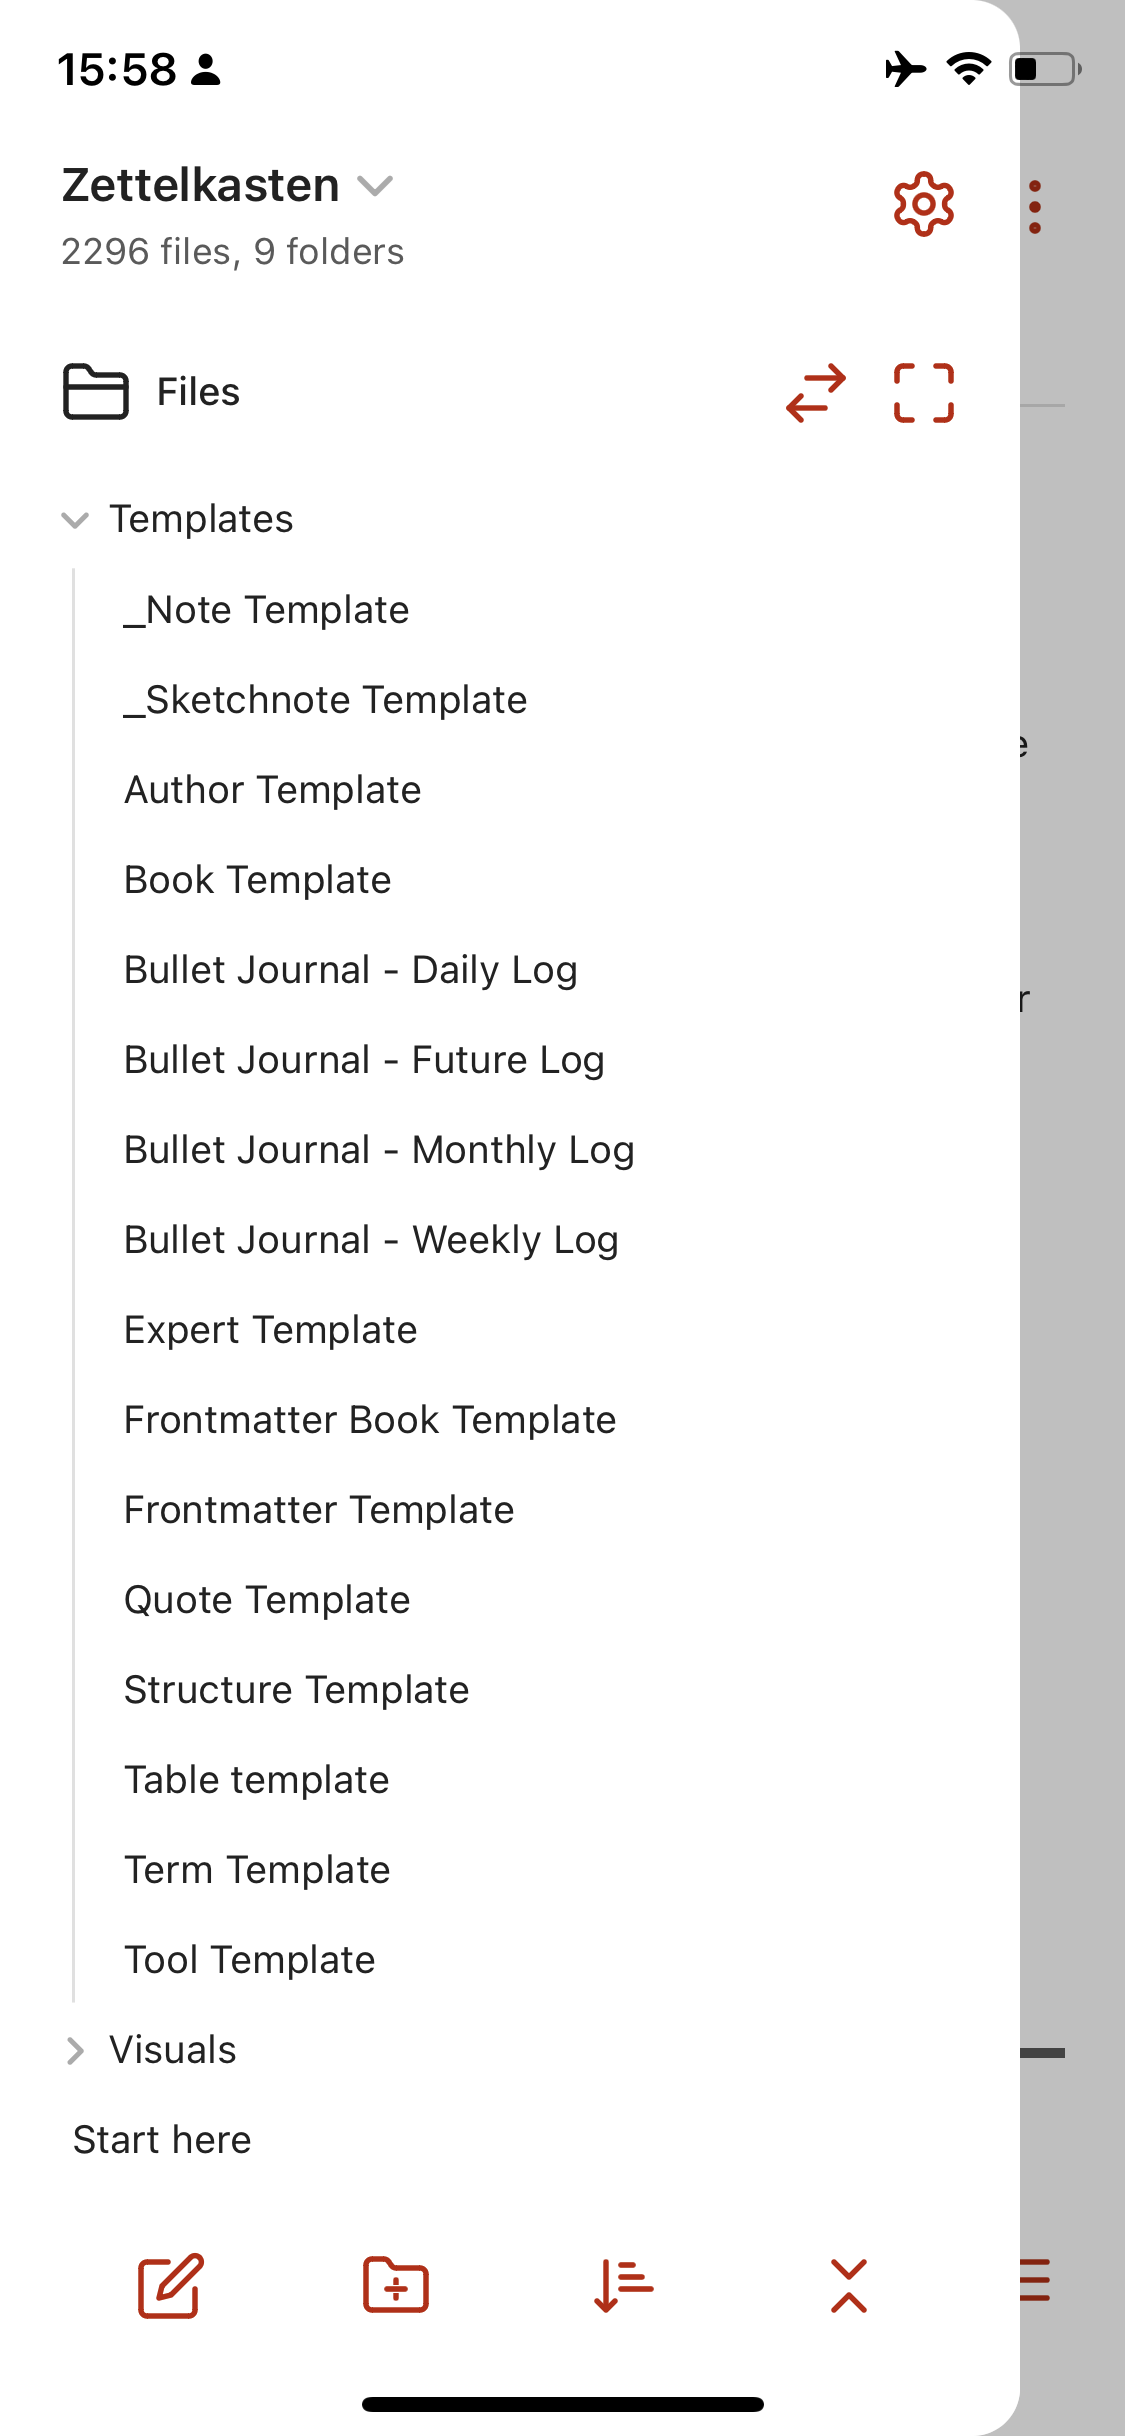 15:58
Zettelkasten
2296 files, 9 folders
Files
Templates
_Note Template
_Sketchnote Template
Author Template
Book Template
Bullet Journal - Daily Log
Bullet Journal - Future Log
Bullet Journal - Monthly Log
Bullet Journal - Weekly Log
Expert Template
Frontmatter Book Template
Frontmatter Template
Quote Template
Structure Template
Table template
Term Template
Tool Template
Visuals
Start here